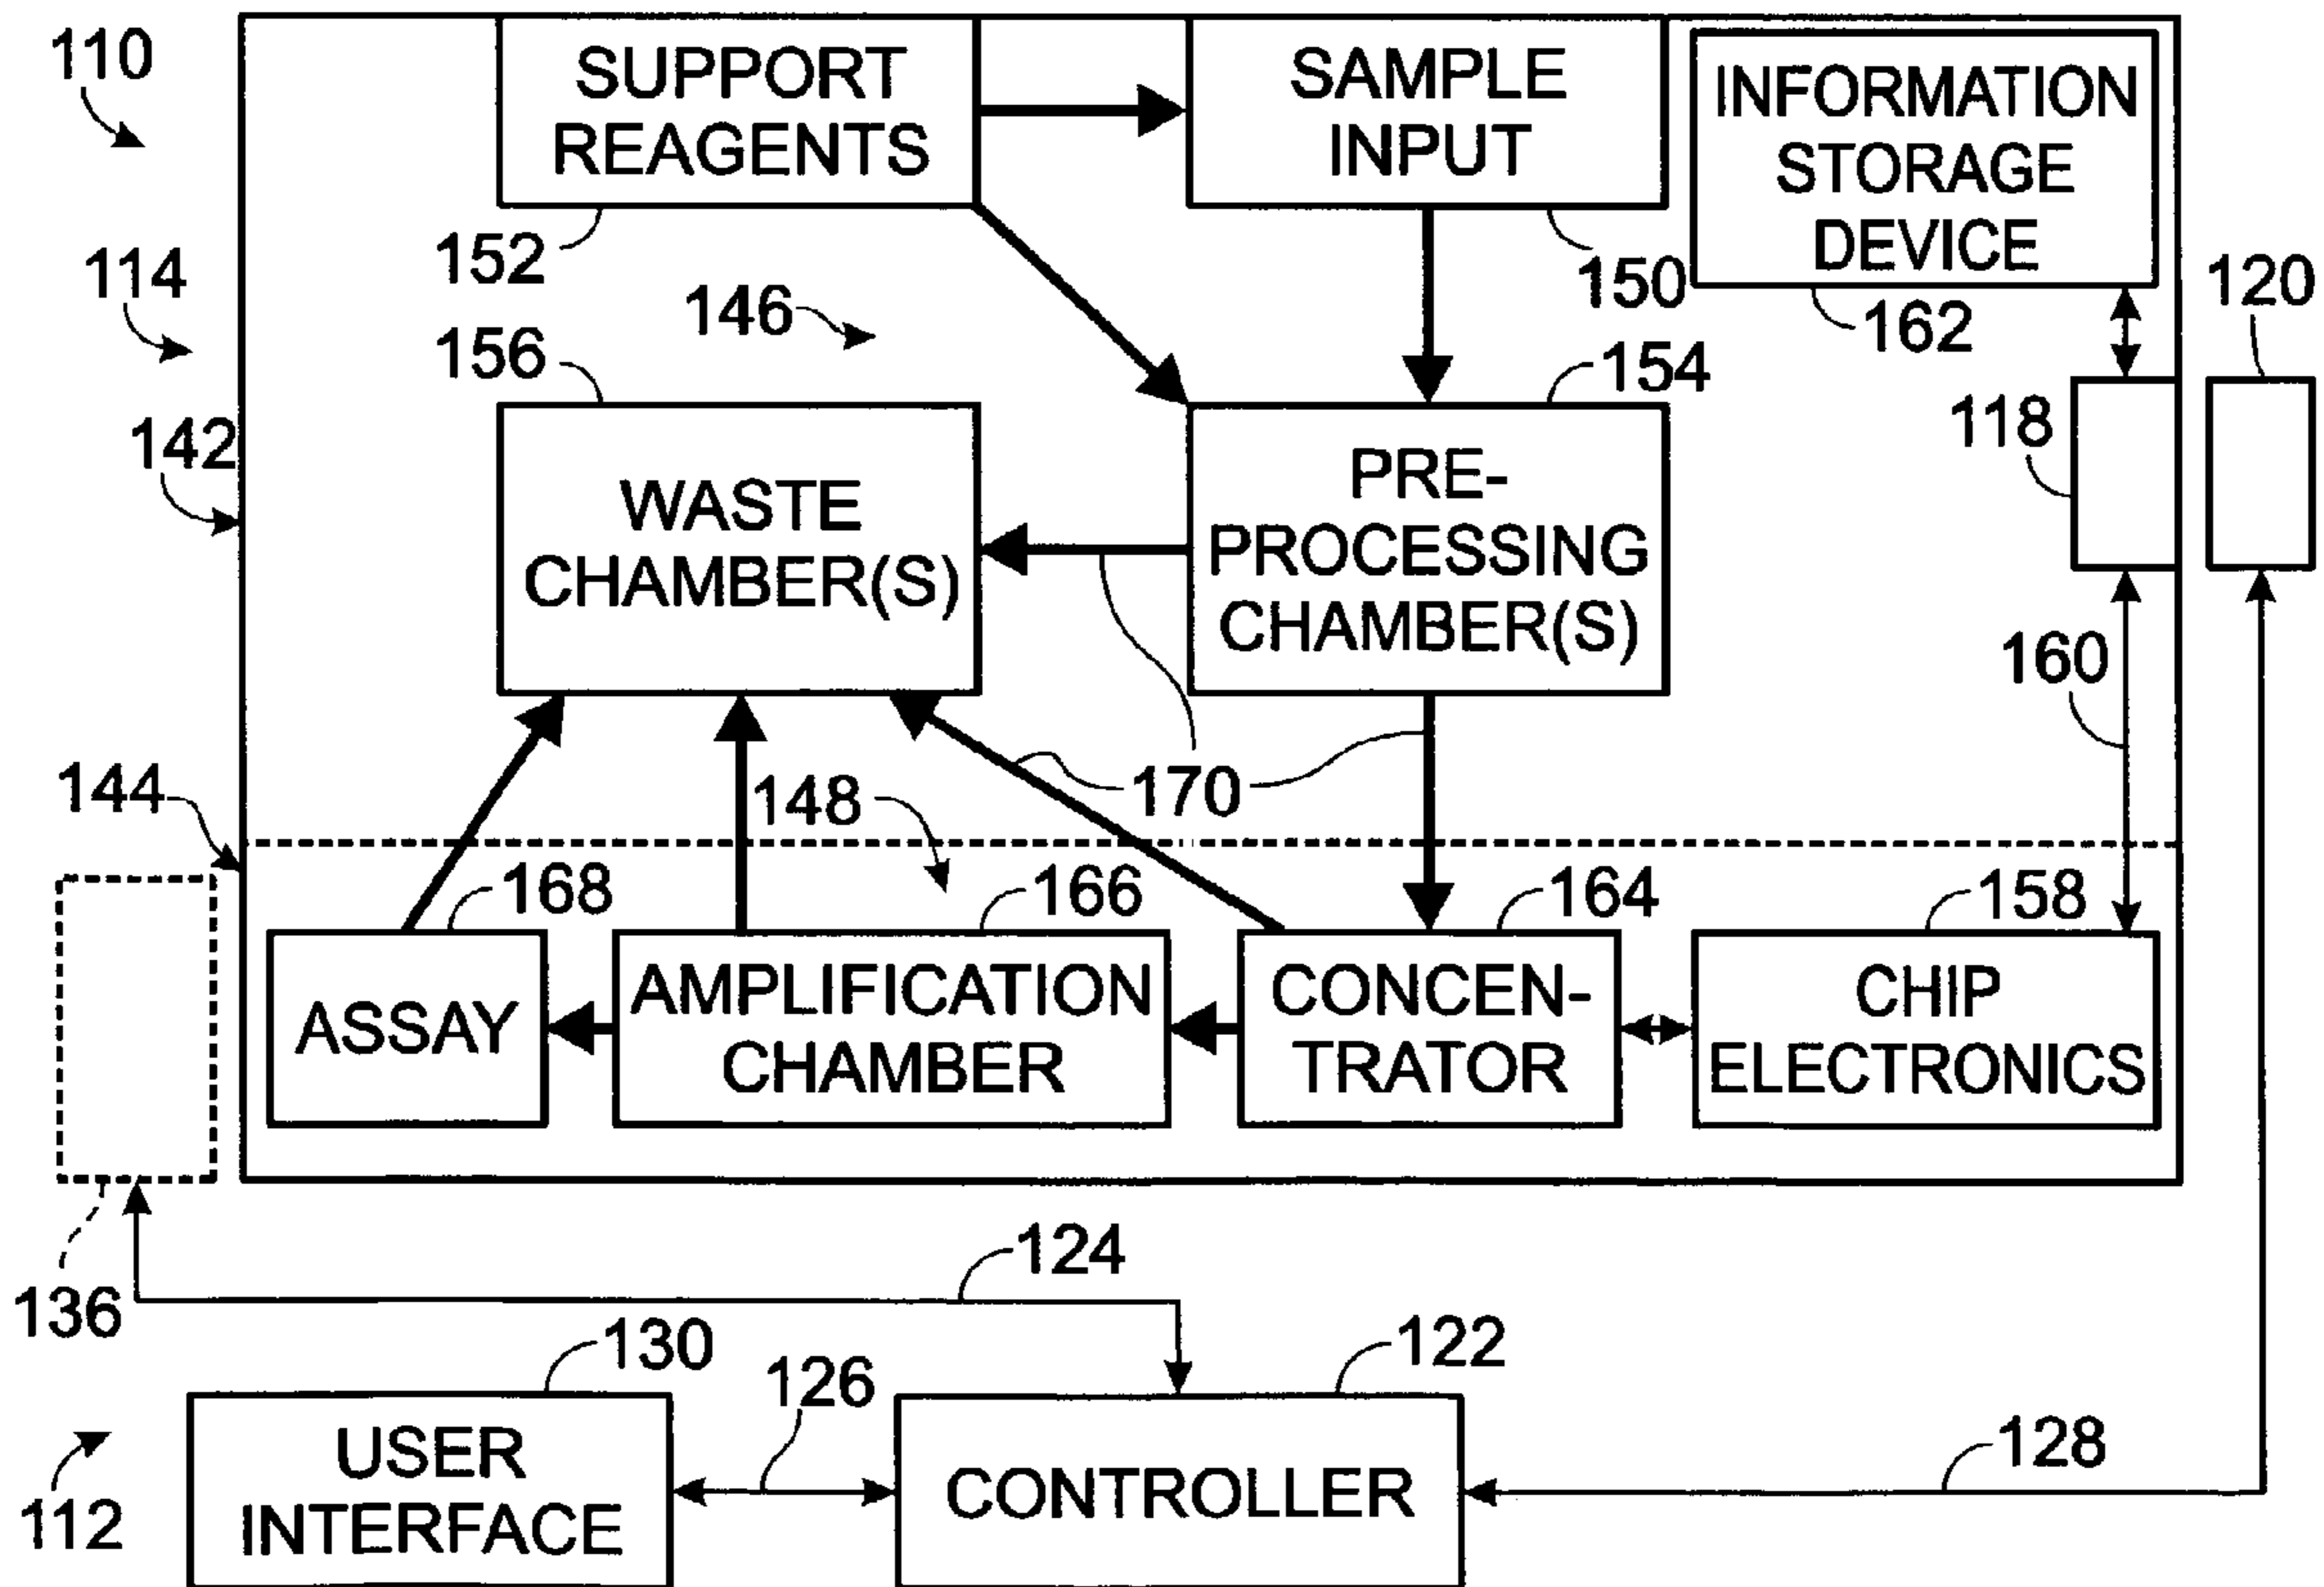 110
SUPPORT
REAGENTS
SAMPLE
INPUT
INFORMATION
STORAGE
DEVICE
152
150
162
120
114
146
156
154
118
142
WASTE
CHAMBER(S)
PRE-
PROCESSING
CHAMBER(S)
160
144
148
170
168
166
164
158
ASSAY
AMPLIFICATION
CHAMBER
CONCEN-
TRATOR
CHIP
ELECTRONICS
124
136
130
126
122
128
USER
INTERFACE
CONTROLLER
112